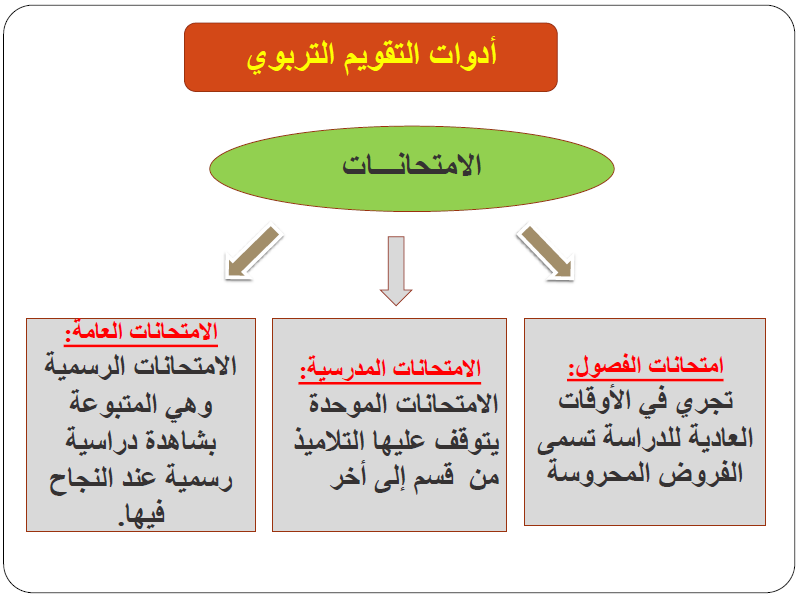 أدوات التقويم التربوي
الامتحانـــات
امتحانات الفصول:
تجري في الأوقات
العادية للدراسة تسمى
الفروض المحروسة
الامتحانات المدرسية:
الامتحانات الموحدة
يتوقف عليها التلاميذ
من قسم إلى أخر
الامتحانات العامة:
الامتحانات الرسمية
وهي المتبوعة
بشاهدة دراسية
رسمية عند النجاح
فيها.